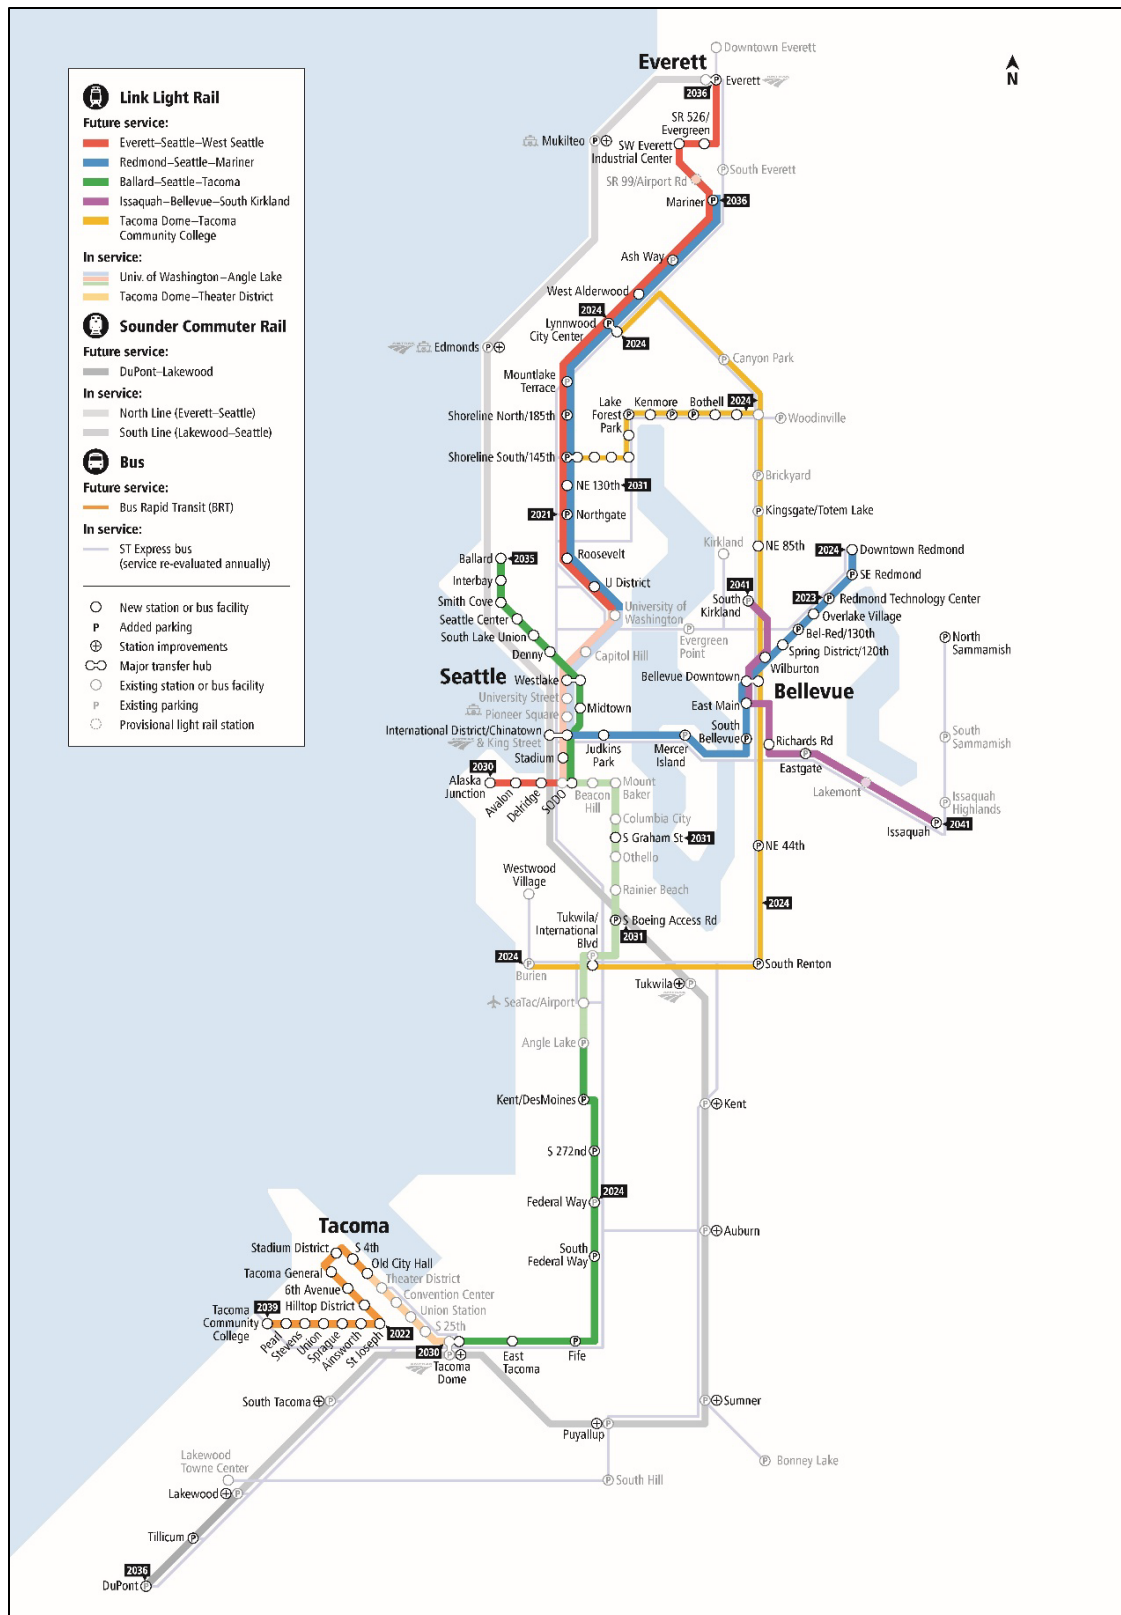 Link Light Rail
Future service:
Everett–Seattle–West Seattle
Redmond–Seattle–Mariner
Ballard–Seattle–Tacoma
Issaquah–Bellevue–South Kirkland
Tacoma Dome–Tacoma
Community College
In service:
Univ. of Washington–Angle Lake
Tacoma Dome–Theater District
Sounder Commuter Rail
Future service:
DuPont–Lakewood
In service:
North Line (Everett–Seattle)
South Line (Lakewood–Seattle)
Bus
Future service:
Bus Rapid Transit (BRT)
In service:
ST Express bus
(service re-evaluated annually)
New station or bus facility
P Added parking
Station improvements
Major transfer hub
Existing station or bus facility
P Existing parking
Provisional light rail station
N
Downtown Everett
Everett
Everett
2036
SR 526/
Evergreen
Mukilteo
SW Everett
Industrial Center
South Everett
SR 99/Airport Rd
Mariner
2036
Ash Way
West Alderwood
2024
Lynnwood
City Center
2024
Edmonds
Canyon Park
Mountlake
Terrace
Lake
Forest
Park
Kenmore
Bothell
2024
Shoreline North/185th
Woodinville
Shoreline South/145th
Brickyard
NE 130th
2031
2021
Northgate
Kingsgate/Totem Lake
Roosevelt
Kirkland
NE 85th
2024
Downtown Redmond
Ballard
2035
Interbay
U District
2041
SE Redmond
Smith Cove
South
Kirkland
2023
Redmond Technology Center
Seattle Center
University of
Washington
Overlake Village
South Lake Union
Evergreen
Point
Bel-Red/130th
North
Sammamish
Denny
Capitol Hill
Spring District/120th
Wilburton
Seattle
Westlake
Bellevue Downtown
Bellevue
University Street
Midtown
East Main
Pioneer Square
International District/Chinatown
& King Street
Judkins
Park
Mercer
Island
South
Bellevue
Richards Rd
South
Sammamish
Stadium
Eastgate
2030
Alaska
Junction
Avalon
Delridge
SODO
Beacon
Hill
Mount
Baker
Lakemont
Issaquah
Highlands
Columbia City
Issaquah
2041
S Graham St
2031
NE 44th
Othello
Westwood
Village
Rainier Beach
2024
Tukwila/
International
Blvd
S Boeing Access Rd
2031
2024
Burien
South Renton
Tukwila
SeaTac/Airport
Angle Lake
Kent/DesMoines
Kent
S 272nd
2024
Federal Way
Tacoma
Auburn
Stadium District
S 4th
South
Federal Way
Old City Hall
Tacoma General
Theater District
6th Avenue
Convention Center
2039
Hilltop District
Union Station
Tacoma
Community
College
S 25th
Pearl
Stevens
Union
Sprague
Ainsworth
St Joseph
2022
2030
Tacoma
Dome
East
Tacoma
Fife
South Tacoma
Sumner
Puyallup
Lakewood
Towne Center
Bonney Lake
South Hill
Lakewood
Tillicum
2036
DuPont